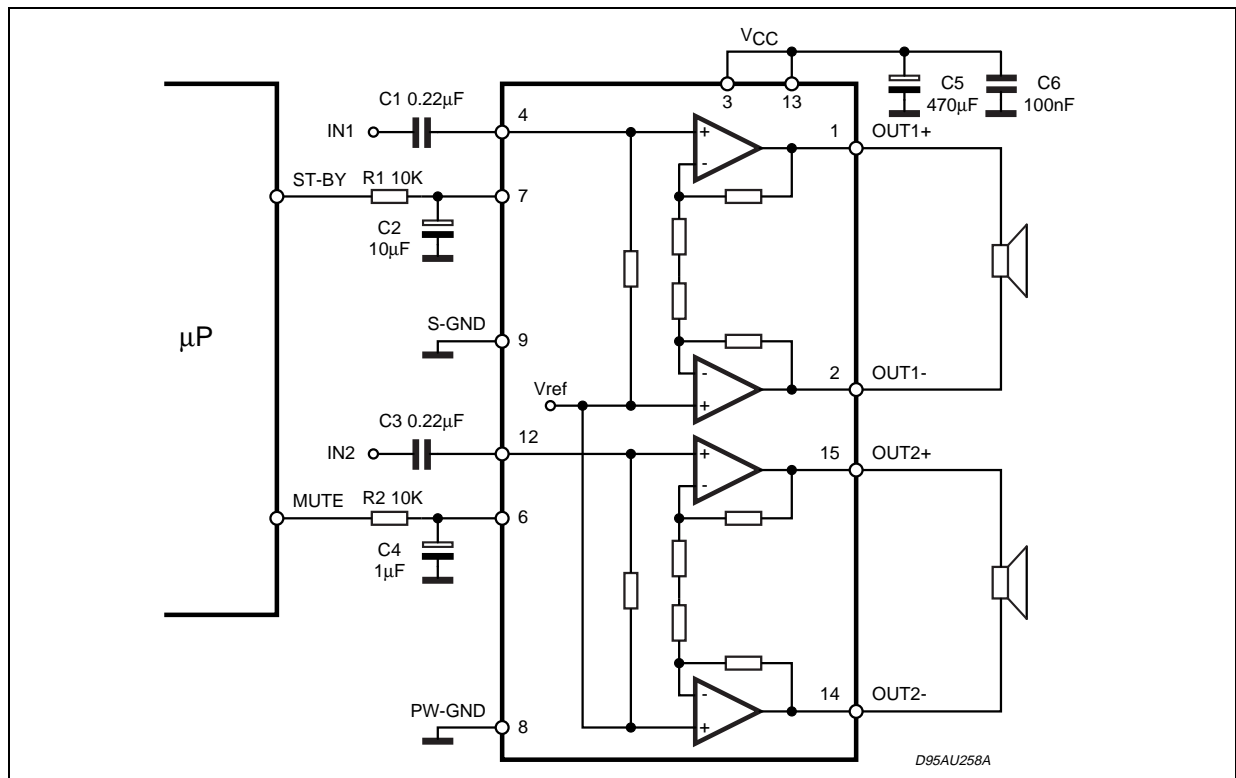 VCC
3
13
C5
470µF
C6
100nF
C1 0.22µF
IN1
4
+
-
1
OUT1+
ST-BY
R1 10K
7
C2
10µF
µP
S-GND
9
-
+
2
OUT1-
Vref
C3 0.22µF
IN2
12
+
-
15
OUT2+
MUTE
R2 10K
6
C4
1µF
PW-GND
8
-
+
14
OUT2-
D95AU258A